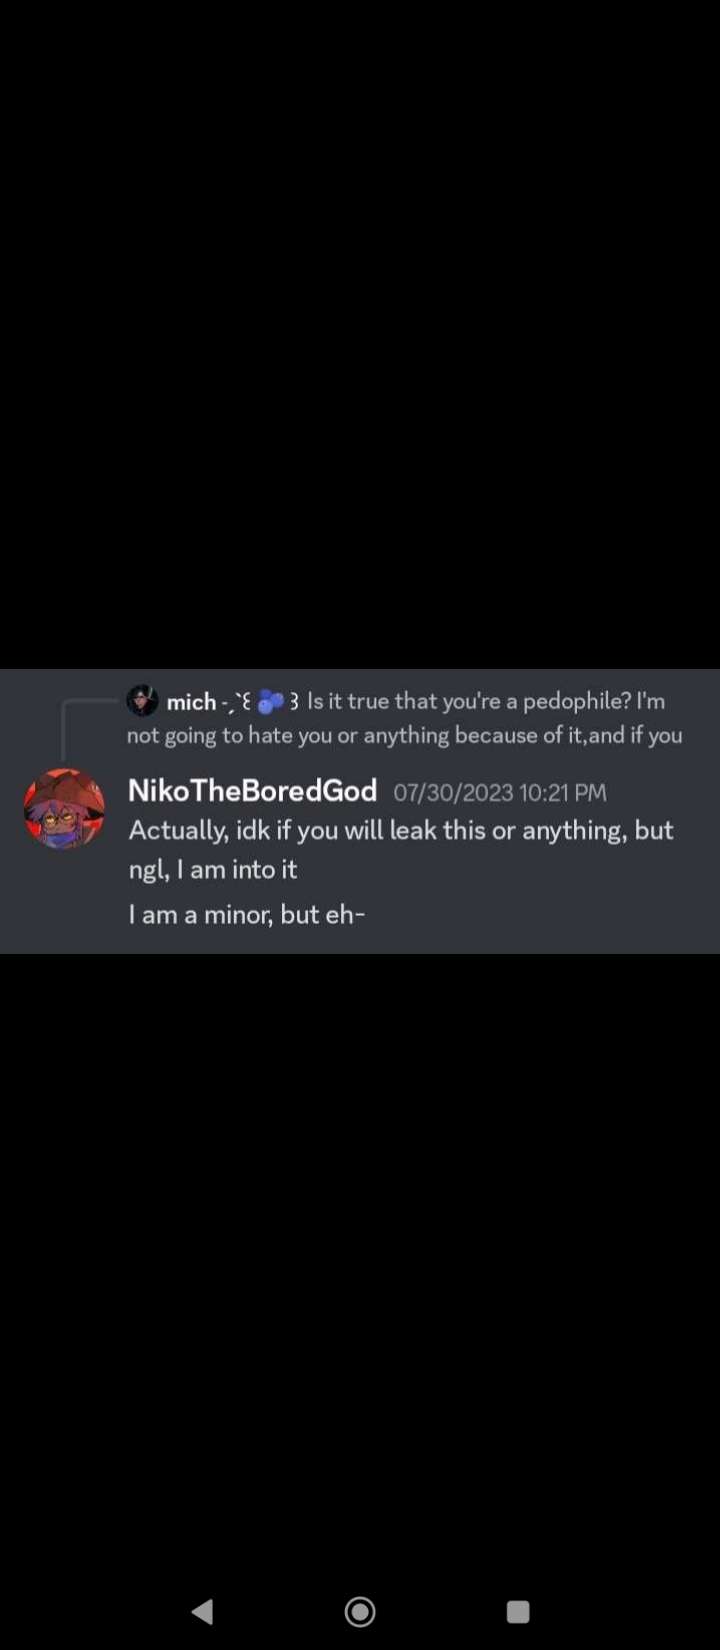 mich -ˏˋ꒰ 🫐 ꒱ Is it true that you're a pedophile? I'm
not going to hate you or anything because of it,and if you
NikoTheBoredGod 07/30/2023 10:21 PM
Actually, idk if you will leak this or anything, but
ngl, I am into it
I am a minor, but eh-